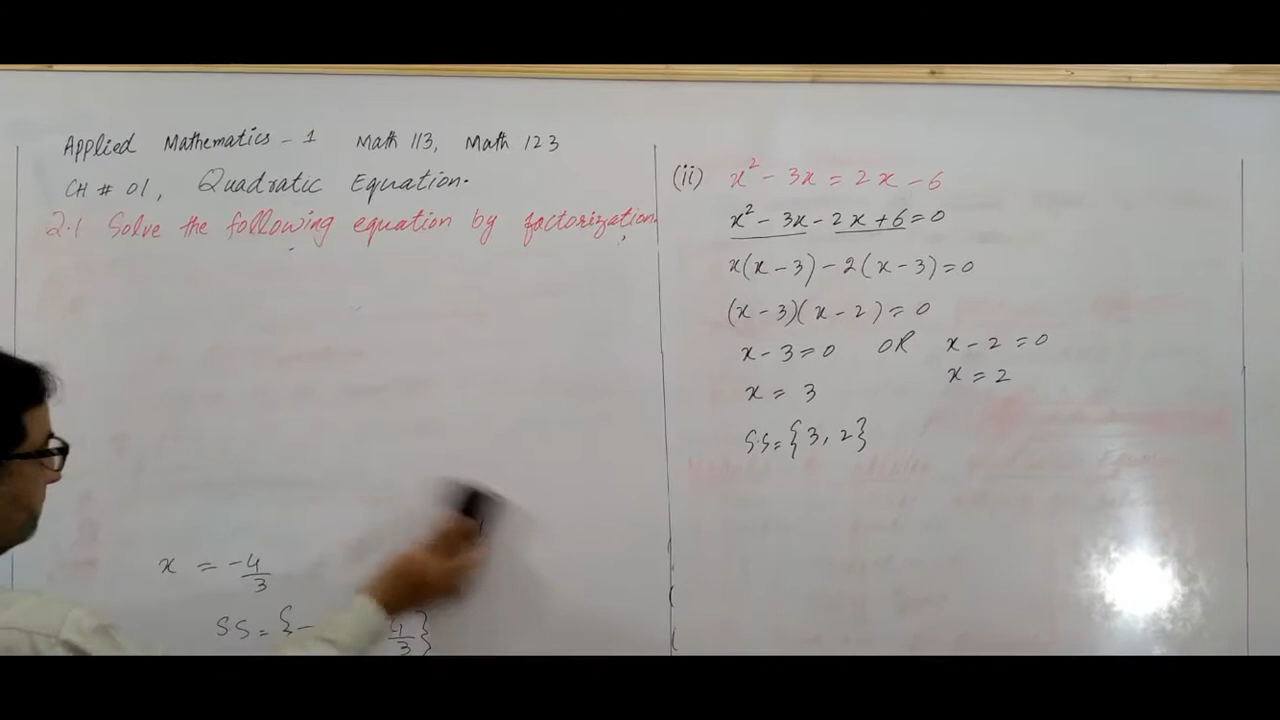 Applied Mathematics - 1 Math 113, Math 123
CH # 01, Quadratic Equation.
2.1 Solve the following equation by factorization.
x = -4/3
SS = {- 4/3}
(ii) x² - 3x = 2x - 6
x² - 3x - 2x + 6 = 0
x(x - 3) - 2(x - 3) = 0
(x - 3)(x - 2) = 0
x - 3 = 0 OR x - 2 = 0
x = 3 x = 2
SS = {3, 2}